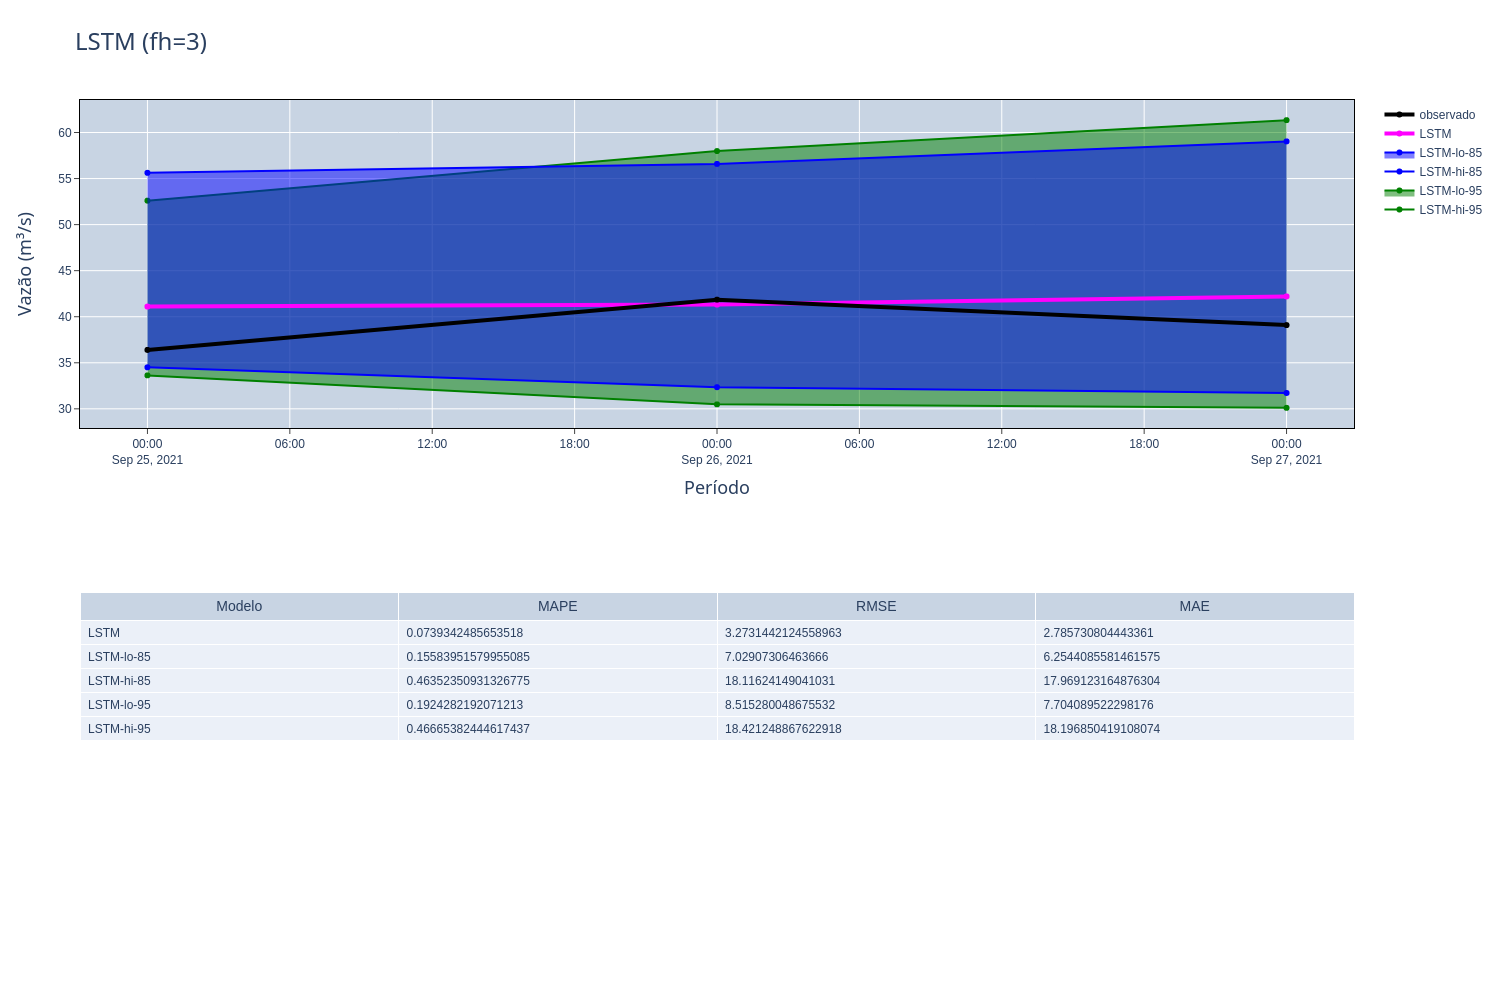 LSTM (fh=3)
Vazão (m³/s)
60
55
50
45
40
35
30
00:00 06:00 12:00 18:00 00:00 06:00 12:00 18:00 00:00
Sep 25, 2021 Sep 26, 2021 Sep 27, 2021
Período
observado
LSTM
LSTM-lo-85
LSTM-hi-85
LSTM-lo-95
LSTM-hi-95
Modelo MAPE RMSE MAE
LSTM 0.0739342485653518 3.2731442124558963 2.785730804443361
LSTM-lo-85 0.15583951579955085 7.02907306463666 6.2544085581461575
LSTM-hi-85 0.46352350931326775 18.11624149041031 17.969123164876304
LSTM-lo-95 0.1924282192071213 8.515280048675532 7.704089522298176
LSTM-hi-95 0.46665382444617437 18.421248867622918 18.196850419108074